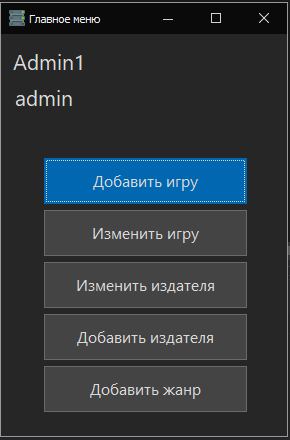 Главное меню
Admin1
admin
Добавить игру
Изменить игру
Изменить издателя
Добавить издателя
Добавить жанр